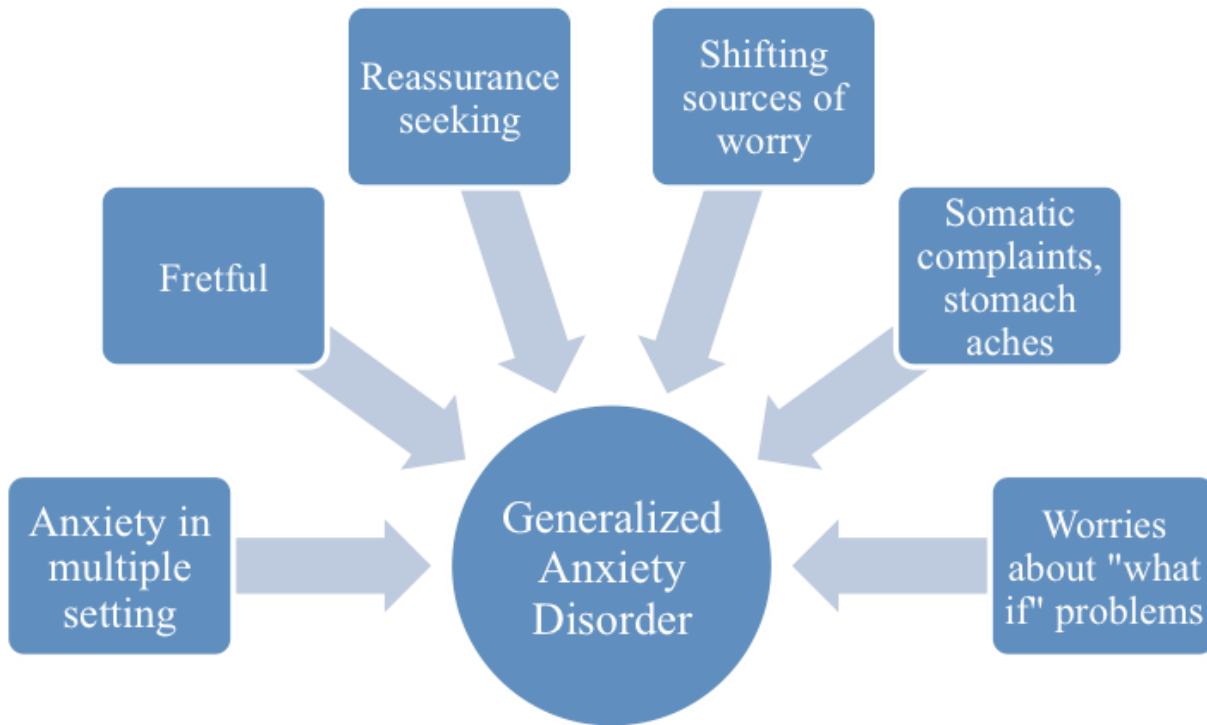 Reassurance
seeking
Shifting
sources of
worry
Fretful
Somatic
complaints,
stomach
aches
Anxiety in
multiple
setting
Generalized
Anxiety
Disorder
Worries
about "what
if" problems